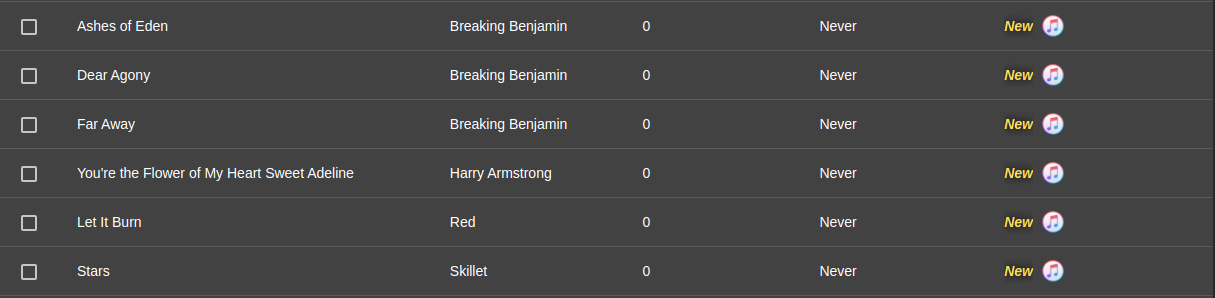 Ashes of Eden Breaking Benjamin 0 Never New
Dear Agony Breaking Benjamin 0 Never New
Far Away Breaking Benjamin 0 Never New
You're the Flower of My Heart Sweet Adeline Harry Armstrong 0 Never New
Let It Burn Red 0 Never New
Stars Skillet 0 Never New